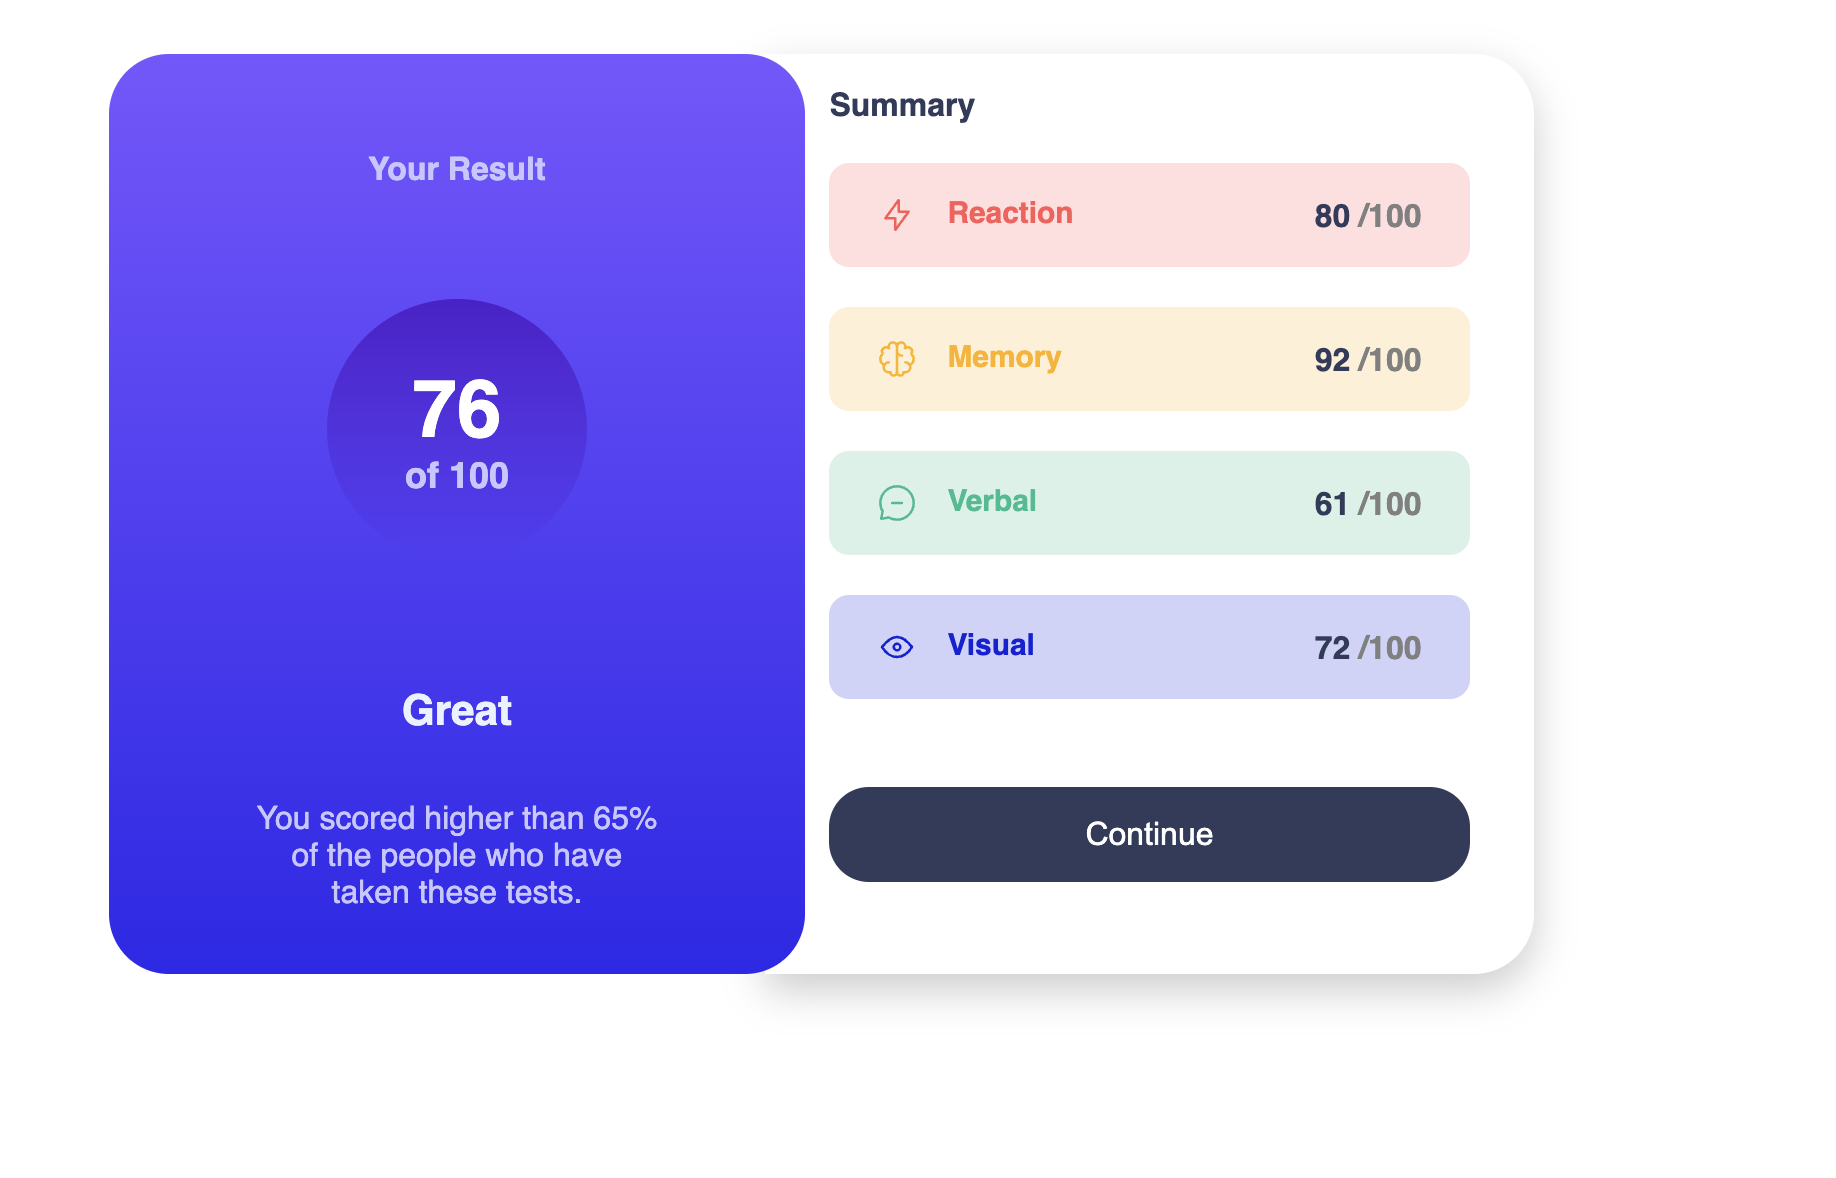 Your Result
76
of 100
Great
You scored higher than 65%
of the people who have
taken these tests.
Summary
Reaction 80 /100
Memory 92 /100
Verbal 61 /100
Visual 72 /100
Continue